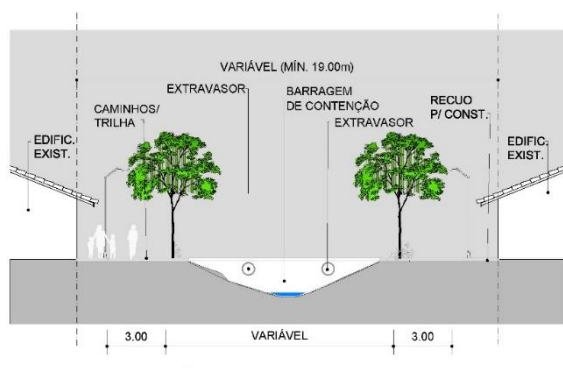 VARIÁVEL (MÍN. 19.00m)
EXTRAVASOR
BARRAGEM
DE CONTENÇÃO
EXTRAVASOR
CAMINHOS/
TRILHA
RECUO
P/ CONST.
EDIFIC.
EXIST.
EDIFIC.
EXIST.
3.00
VARIÁVEL
3.00